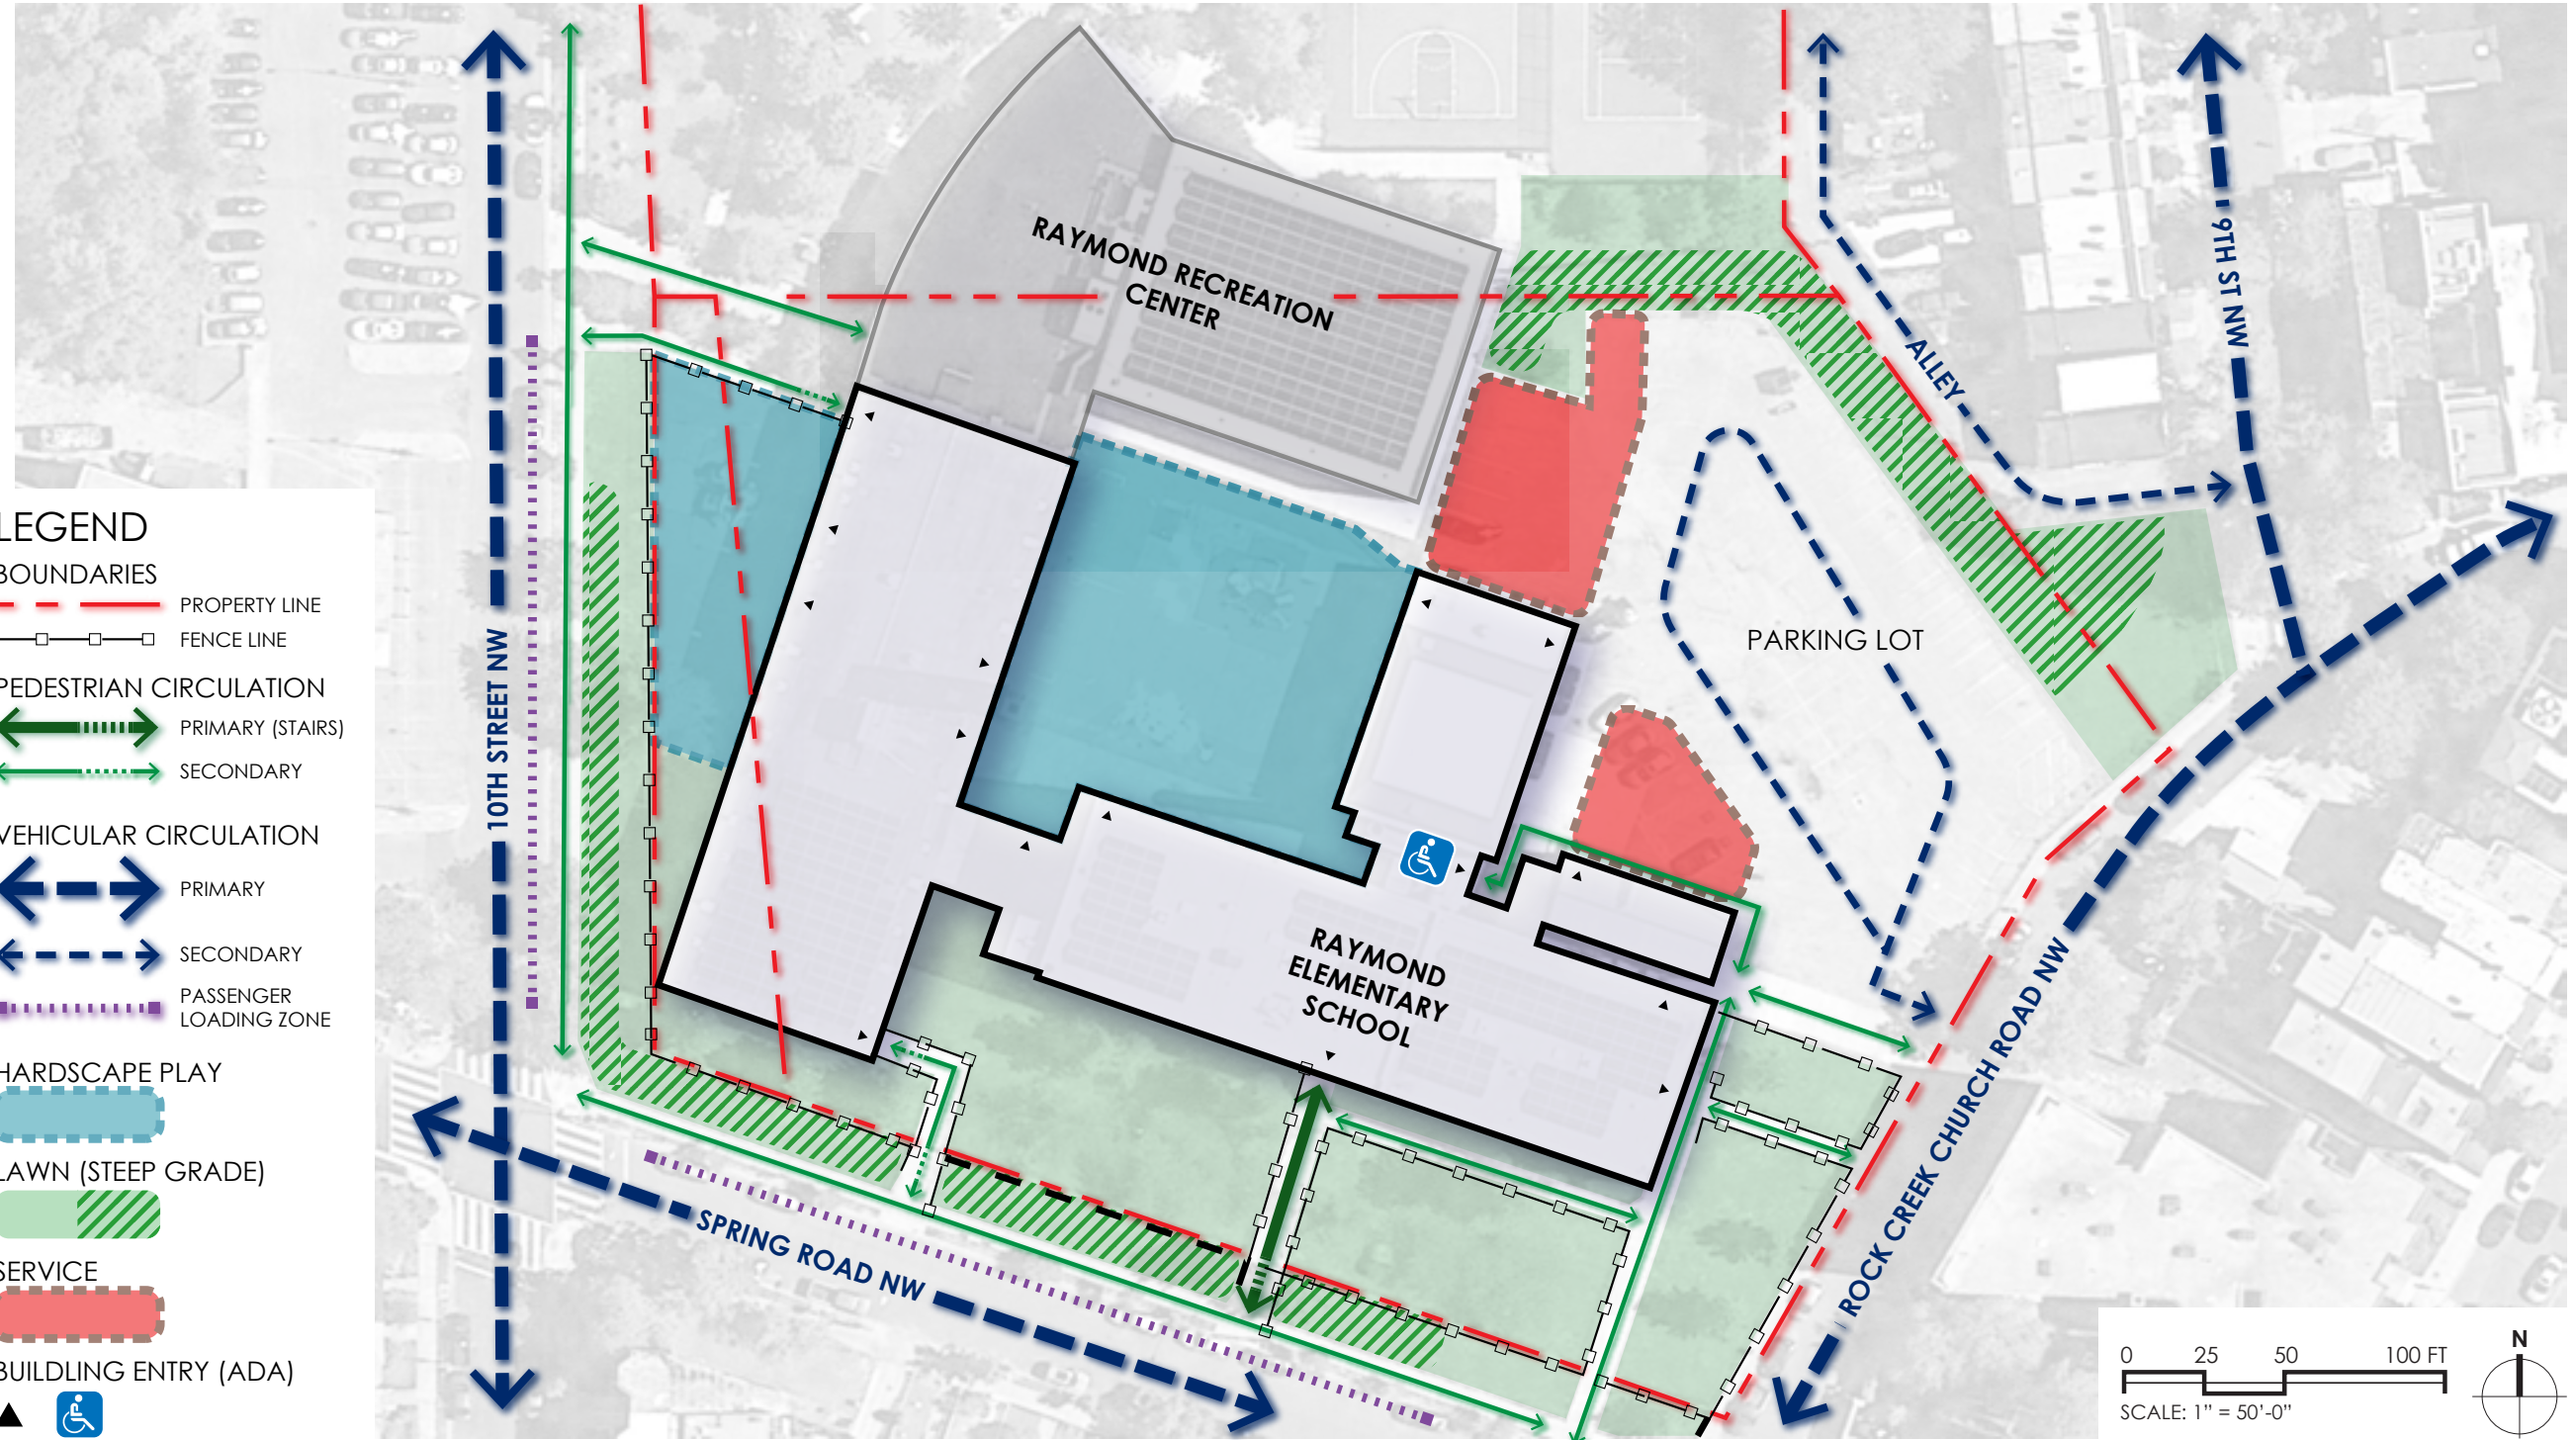 RAYMOND RECREATION
CENTER
9TH ST NW
ALLEY
PARKING LOT
10TH STREET NW
RAYMOND
ELEMENTARY
SCHOOL
SPRING ROAD NW
ROCK CREEK CHURCH ROAD NW
LEGEND
BOUNDARIES
PROPERTY LINE
FENCE LINE
PEDESTRIAN CIRCULATION
PRIMARY (STAIRS)
SECONDARY
VEHICULAR CIRCULATION
PRIMARY
SECONDARY
PASSENGER
LOADING ZONE
HARDSCAPE PLAY
LAWN (STEEP GRADE)
SERVICE
BUILDLING ENTRY (ADA)
0 25 50 100 FT
SCALE: 1" = 50'-0"
N